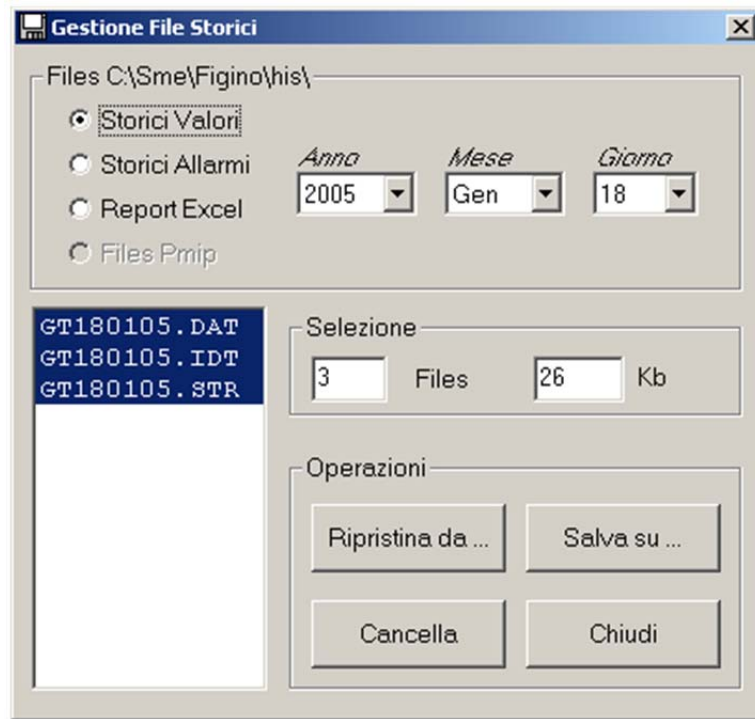 Gestione File Storici
Files C:\Sme\Figino\his\
Storici Valori
Storici Allarmi
Report Excel
Files Pmip
Anno Mese Giorno
2005 Gen 18
GT180105.DAT
GT180105.IDT
GT180105.STR
Selezione
3 Files 26 Kb
Operazioni
Ripristina da ... Salva su ...
Cancella Chiudi